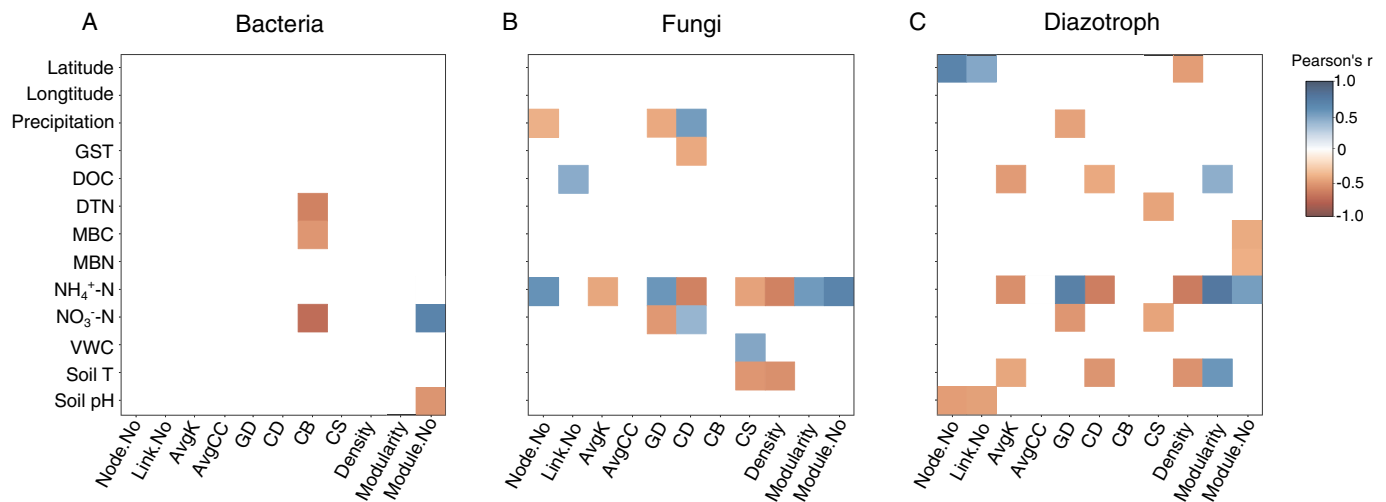 A Bacteria
B Fungi
C Diazotroph
Latitude
Longtitude
Precipitation
GST
DOC
DTN
MBC
MBN
NH₄⁺-N
NO₃⁻-N
VWC
Soil T
Soil pH
Node.No
Link.No
AvgK
AvgCC
GD
CD
CB
CS
Density
Modularity
Module.No
Node.No
Link.No
AvgK
AvgCC
GD
CD
CB
CS
Density
Modularity
Module.No
Node.No
Link.No
AvgK
AvgCC
GD
CD
CB
CS
Density
Modularity
Module.No
Pearson's r
1.0
0.5
0
-0.5
-1.0